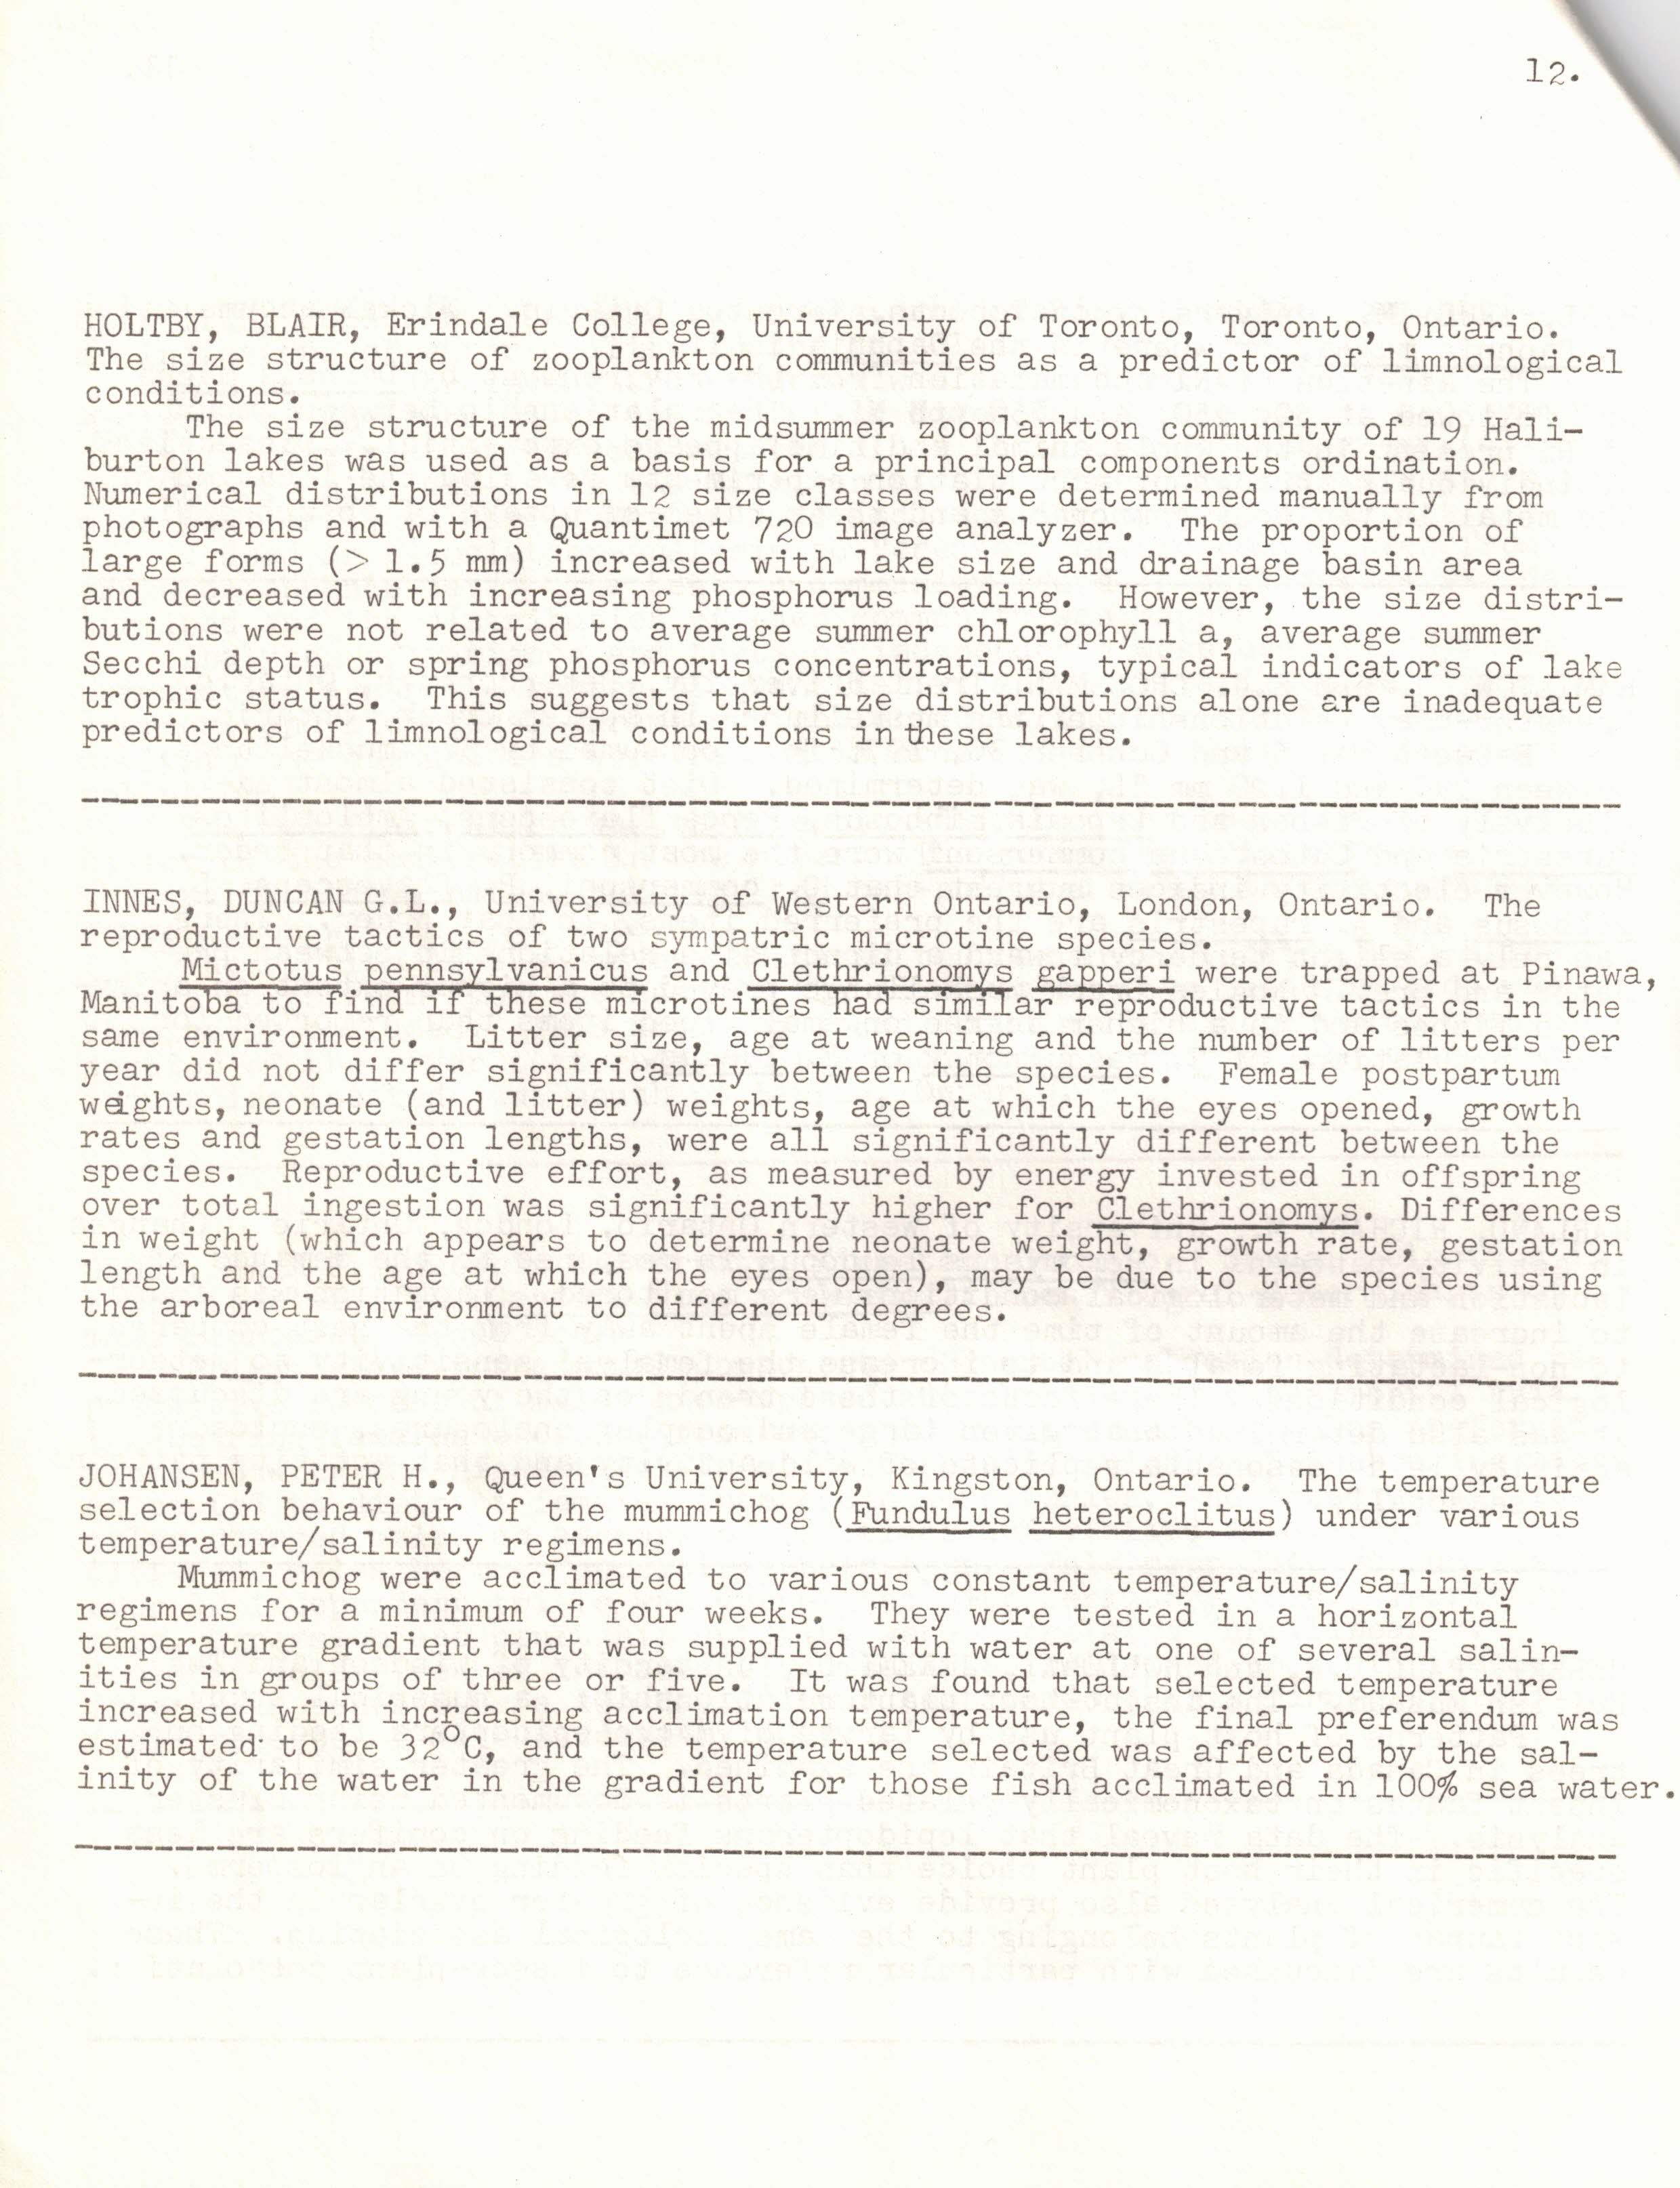 12.
HOLTBY, BLAIR, Erindale College, University of Toronto, Toronto, Ontario.
The size structure of zooplankton communities as a predictor of limnological
conditions.
The size structure of the midsummer zooplankton community of 19 Hali-
burton lakes was used as a basis for a principal components ordination.
Numerical distributions in 12 size classes were determined manually from
photographs and with a Quantimet 720 image analyzer. The proportion of
large forms (> 1.5 mm) increased with lake size and drainage basin area
and decreased with increasing phosphorus loading. However, the size distri-
butions were not related to average summer chlorophyll a, average summer
Secchi depth or spring phosphorus concentrations, typical indicators of lake
trophic status. This suggests that size distributions alone are inadequate
predictors of limnological conditions in these lakes.
INNES, DUNCAN G.L., University of Western Ontario, London, Ontario. The
reproductive tactics of two sympatric microtine species.
Mictotus pennsylvanicus and Clethrionomys gapperi were trapped at Pinawa,
Manitoba to find if these microtines had similar reproductive tactics in the
same environment. Litter size, age at weaning and the number of litters per
year did not differ significantly between the species. Female postpartum
weights, neonate (and litter) weights, age at which the eyes opened, growth
rates and gestation lengths, were all significantly different between the
species. Reproductive effort, as measured by energy invested in offspring
over total ingestion was significantly higher for Clethrionomys. Differences
in weight (which appears to determine neonate weight, growth rate, gestation
length and the age at which the eyes open), may be due to the species using
the arboreal environment to different degrees.
JOHANSEN, PETER H., Queen's University, Kingston, Ontario. The temperature
selection behaviour of the mummichog (Fundulus heteroclitus) under various
temperature/salinity regimens.
Mummichog were acclimated to various constant temperature/salinity
regimens for a minimum of four weeks. They were tested in a horizontal
temperature gradient that was supplied with water at one of several salin-
ities in groups of three or five. It was found that selected temperature
increased with increasing acclimation temperature, the final preferendum was
estimated to be 32°C, and the temperature selected was affected by the sal-
inity of the water in the gradient for those fish acclimated in 100% sea water.